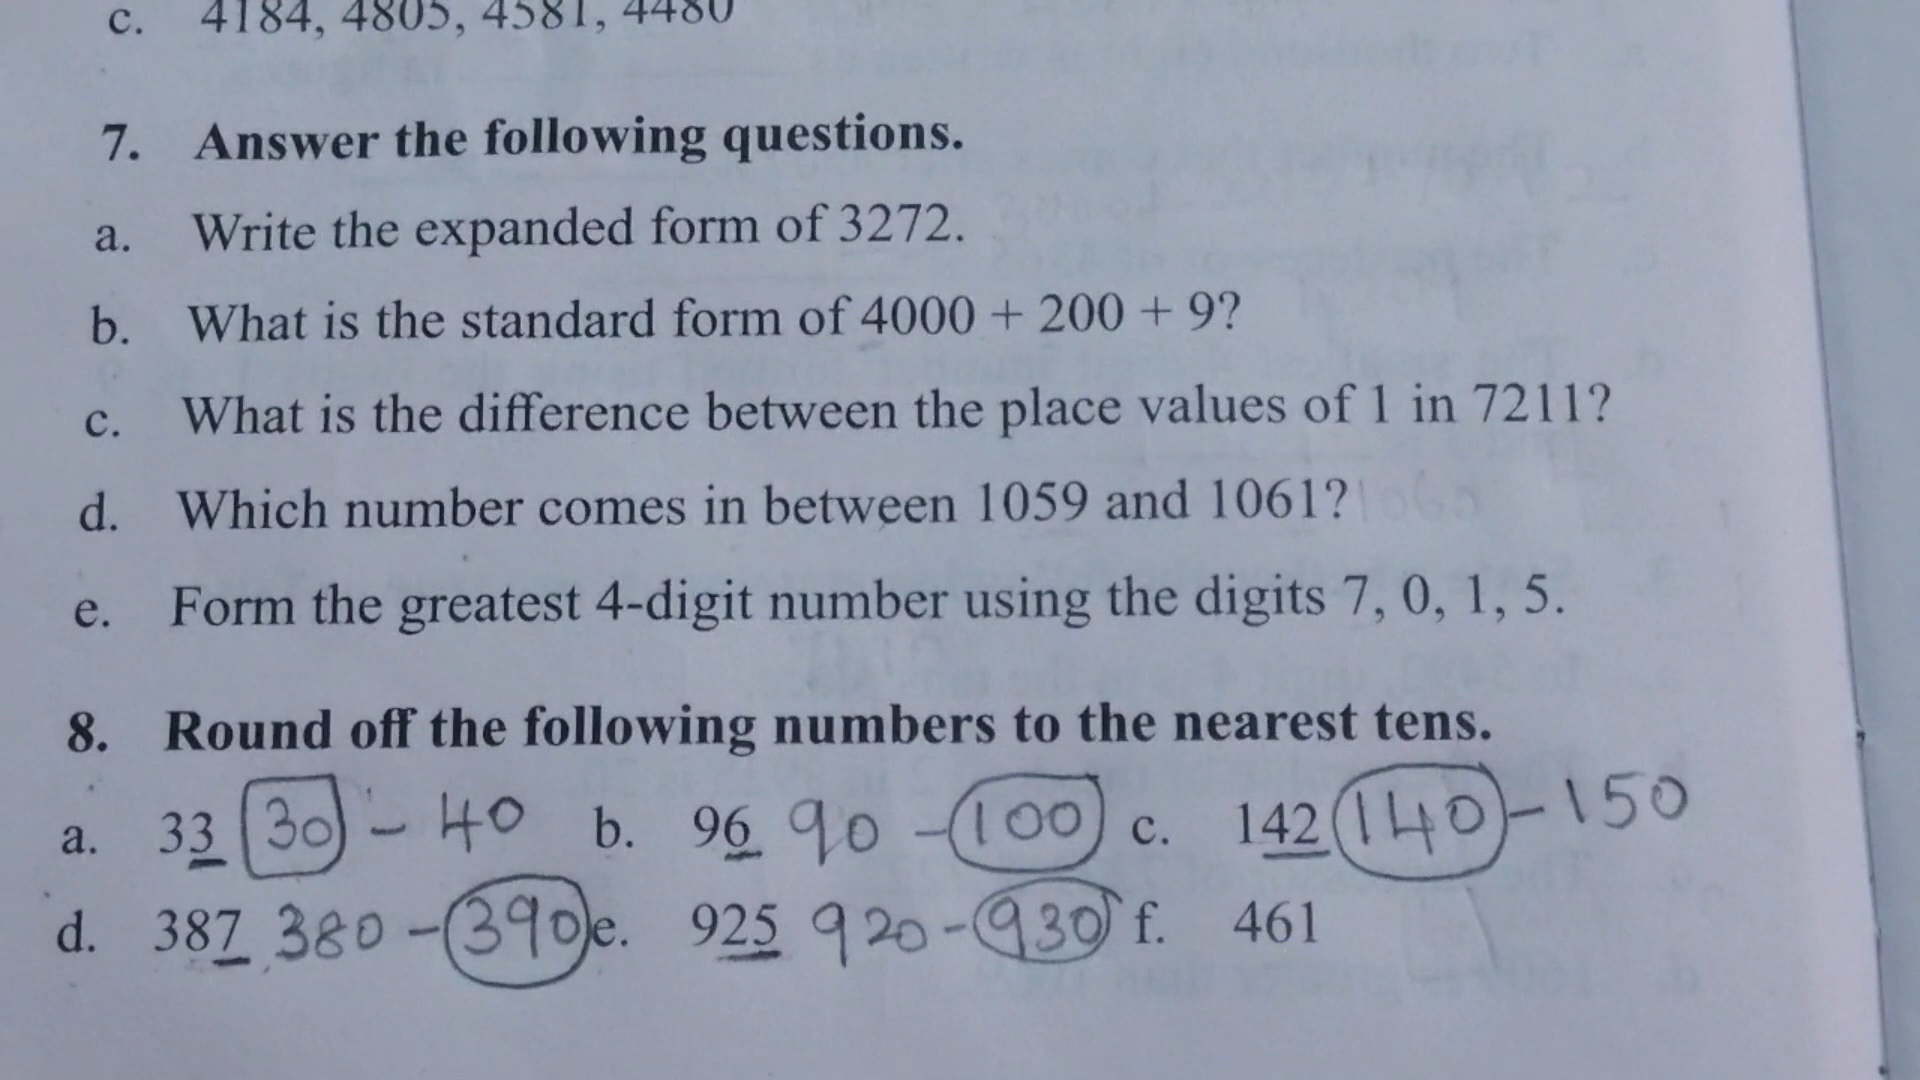 c. 4184, 4805, 4581, 4480
7. Answer the following questions.
a. Write the expanded form of 3272.
b. What is the standard form of 4000 + 200 + 9?
c. What is the difference between the place values of 1 in 7211?
d. Which number comes in between 1059 and 1061? 1060
e. Form the greatest 4-digit number using the digits 7, 0, 1, 5.
8. Round off the following numbers to the nearest tens.
a. 33 30 - 40 b. 96 90 - 100 c. 142 140 - 150
d. 387 380 - 390 e. 925 920 - 930 f. 461